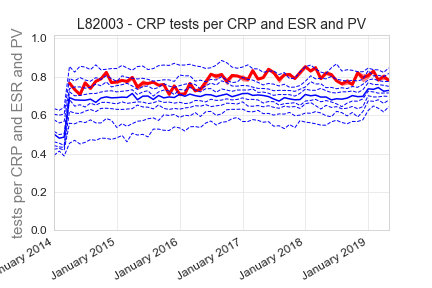 L82003 - CRP tests per CRP and ESR and PV
tests per CRP and ESR and PV
1.0
0.8
0.6
0.4
0.2
0.0
nuary 2014
January 2015
January 2016
January 2017
January 2018
January 2019